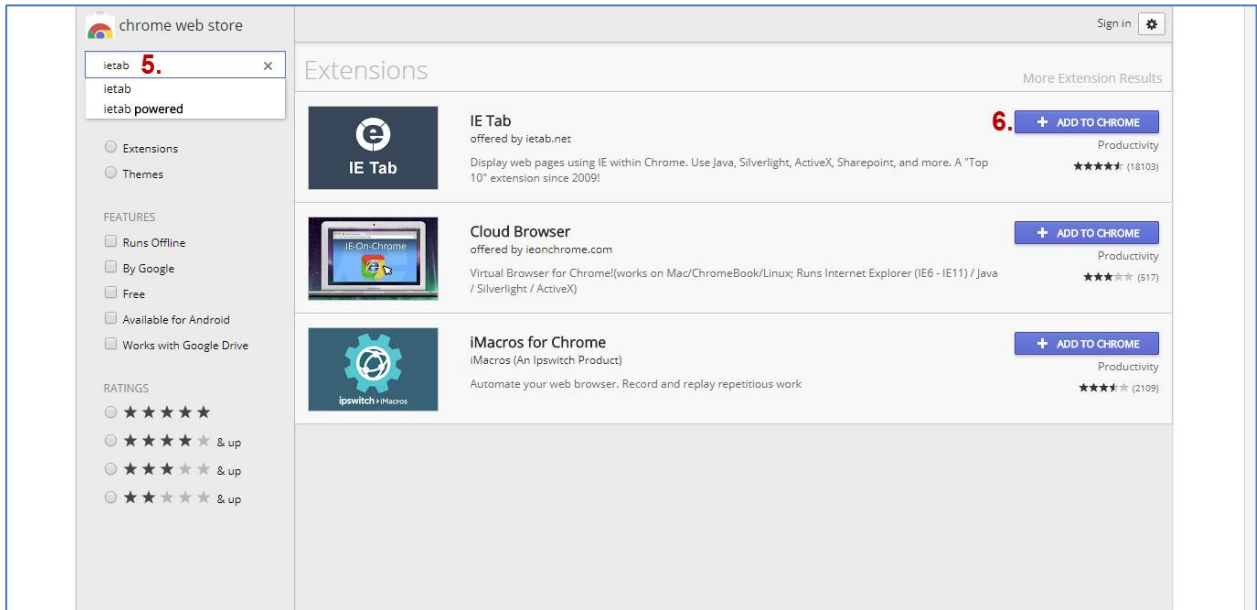 chrome web store
Sign in
ietab 5. ×
ietab
ietab powered
Extensions
Themes
FEATURES
Runs Offline
By Google
Free
Available for Android
Works with Google Drive
RATINGS
& up
& up
& up
Extensions
More Extension Results
IE Tab
IE Tab
offered by ietab.net
Display web pages using IE within Chrome. Use Java, Silverlight, ActiveX, Sharepoint, and more. A "Top
10" extension since 2009!
6. + ADD TO CHROME
Productivity
(18103)
IE-On-Chrome
Cloud Browser
offered by ieonchrome.com
Virtual Browser for Chrome!(works on Mac/ChromeBook/Linux; Runs Internet Explorer (IE6 - IE11) / Java
/ Silverlight / ActiveX)
+ ADD TO CHROME
Productivity
(517)
ipswitch iMacros
iMacros for Chrome
iMacros (An Ipswitch Product)
Automate your web browser. Record and replay repetitious work
+ ADD TO CHROME
Productivity
(2109)